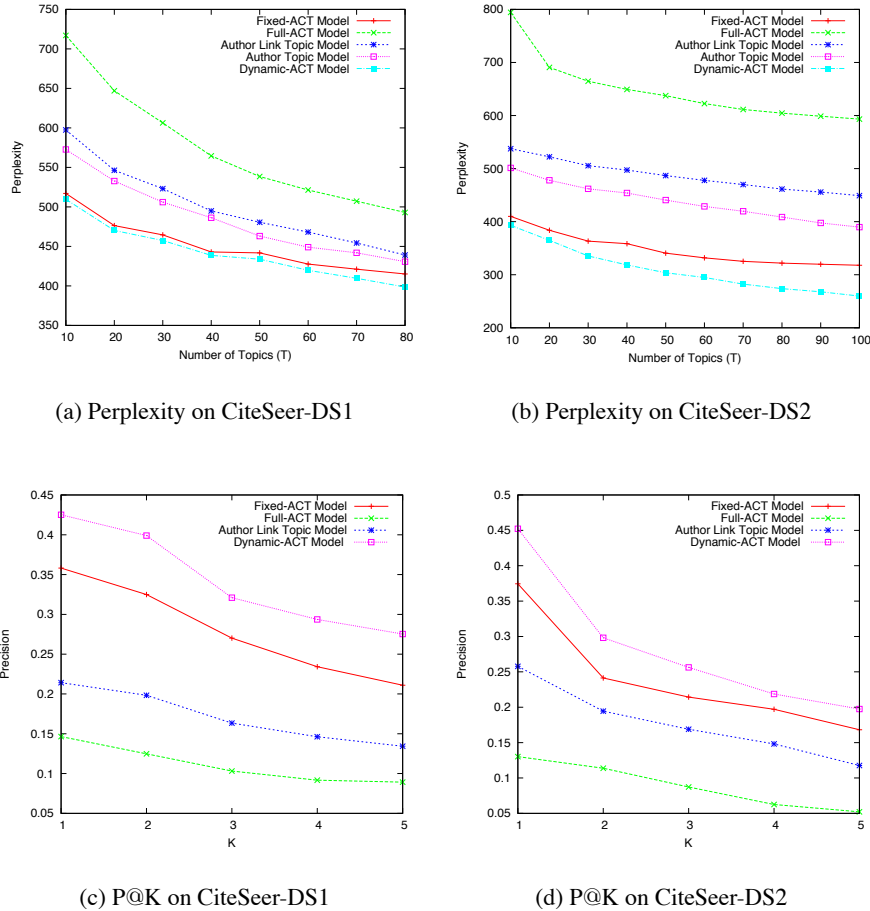 750
700
650
600
550
500
450
400
350
Perplexity
Fixed-ACT Model
Full-ACT Model
Author Link Topic Model
Author Topic Model
Dynamic-ACT Model
10 20 30 40 50 60 70 80
Number of Topics (T)
(a) Perplexity on CiteSeer-DS1
800
700
600
500
400
300
200
Perplexity
Fixed-ACT Model
Full-ACT Model
Author Link Topic Model
Author Topic Model
Dynamic-ACT Model
10 20 30 40 50 60 70 80 90 100
Number of Topics (T)
(b) Perplexity on CiteSeer-DS2
0.45
0.4
0.35
0.3
0.25
0.2
0.15
0.1
0.05
Precision
Fixed-ACT Model
Full-ACT Model
Author Link Topic Model
Dynamic-ACT Model
1 2 3 4 5
K
(c) P@K on CiteSeer-DS1
0.5
0.45
0.4
0.35
0.3
0.25
0.2
0.15
0.1
0.05
Precision
Fixed-ACT Model
Full-ACT Model
Author Link Topic Model
Dynamic-ACT Model
1 2 3 4 5
K
(d) P@K on CiteSeer-DS2